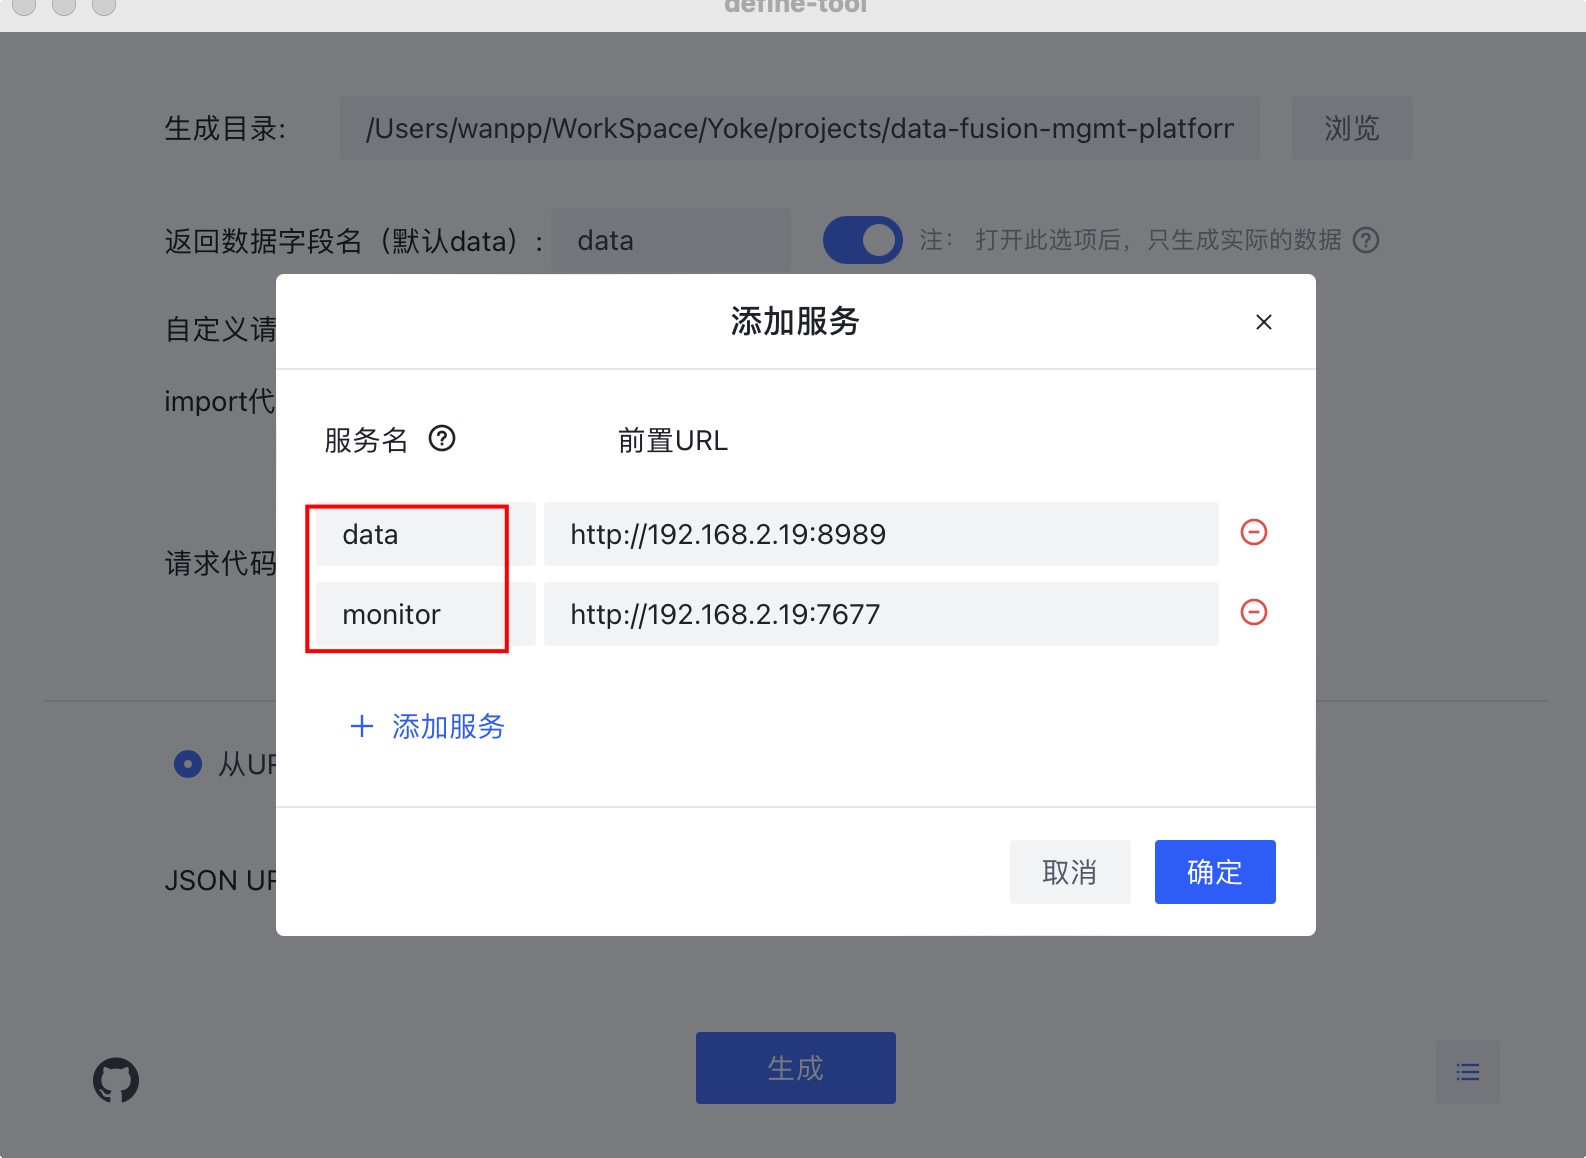 define-tool
生成目录:
/Users/wanpp/WorkSpace/Yoke/projects/data-fusion-mgmt-platforr
浏览
返回数据字段名（默认data）:
data
注： 打开此选项后，只生成实际的数据
自定义请
import代
请求代码
添加服务
服务名
前置URL
data
http://192.168.2.19:8989
monitor
http://192.168.2.19:7677
添加服务
取消
确定
从UR
JSON UR
生成